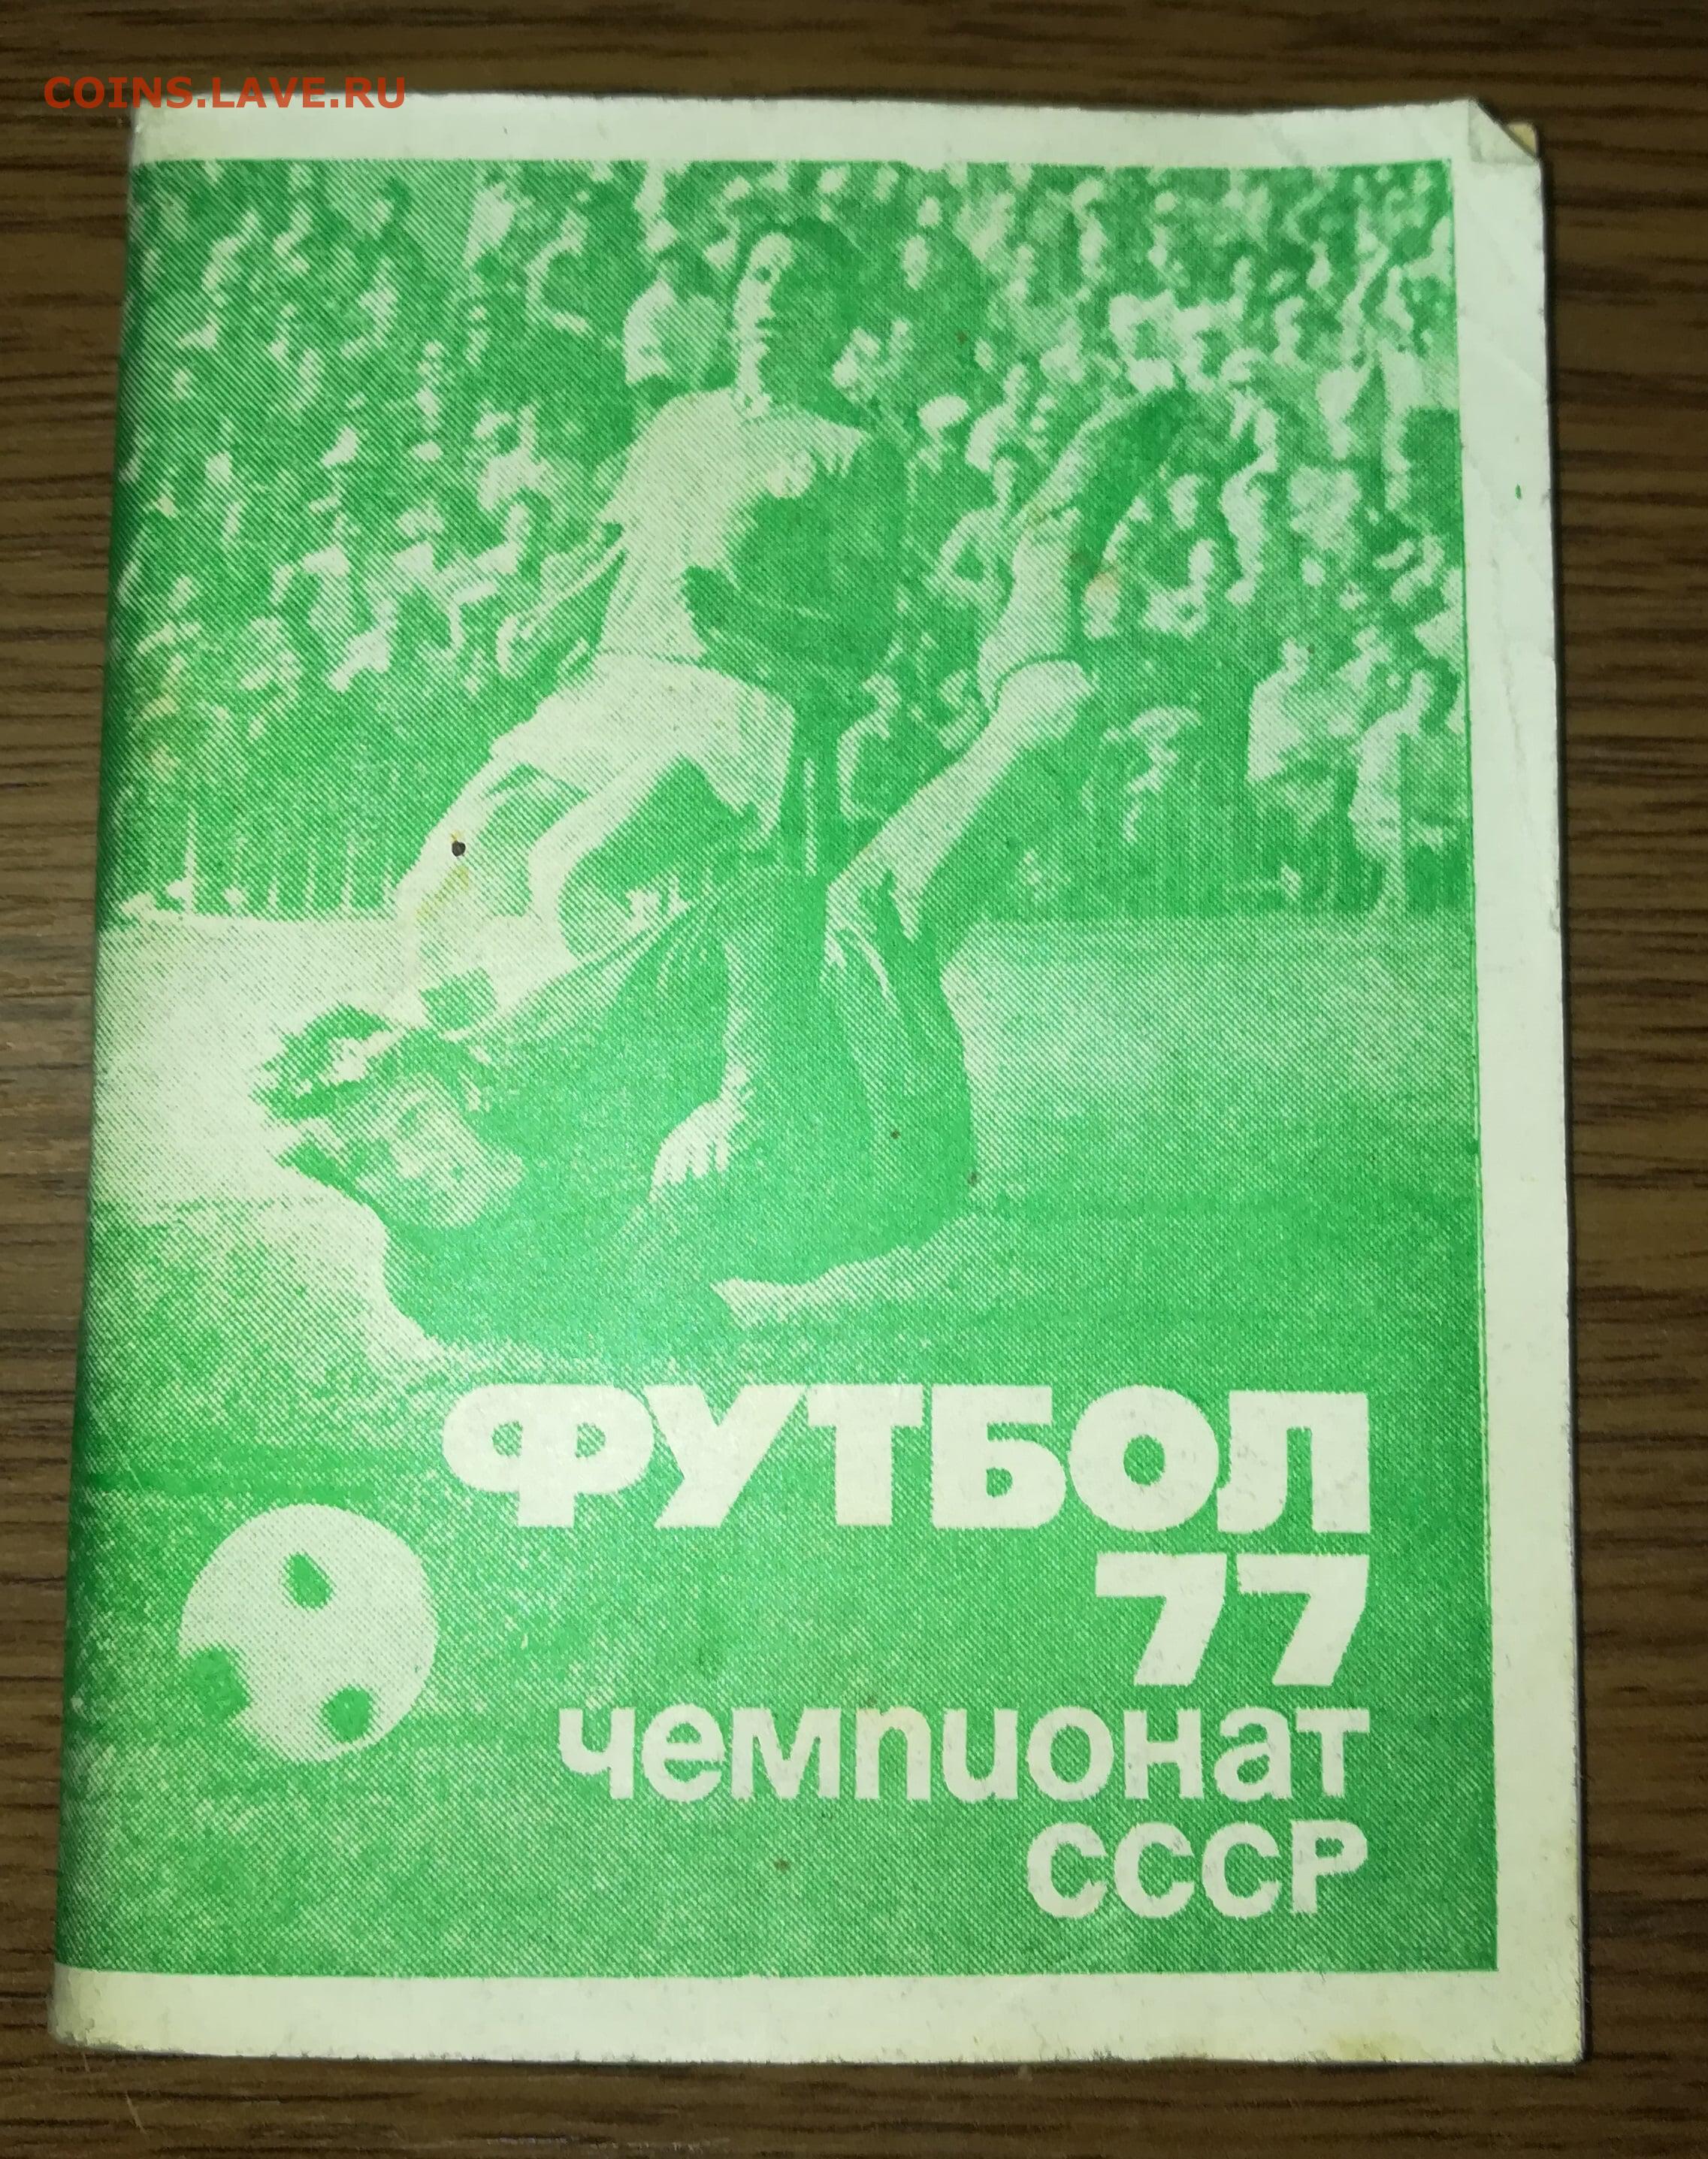 COINS.LAVE.RU
ФУТБОЛ
77
чемпионат
СССР